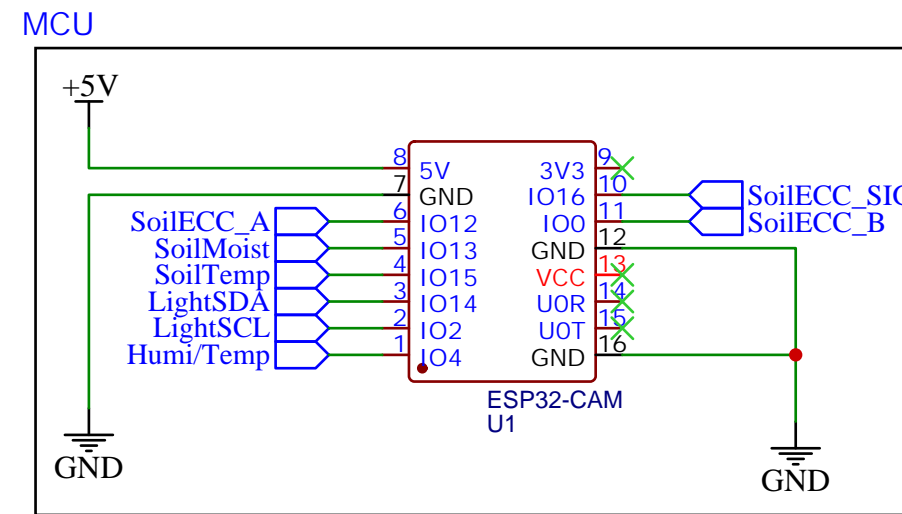 MCU
+5V
8 5V 3V3 9
7 GND IO16 10 SoilECC_SIG
SoilECC_A 6 IO12 IO0 11 SoilECC_B
SoilMoist 5 IO13 GND 12
SoilTemp 4 IO15 VCC 13
LightSDA 3 IO14 U0R 14
LightSCL 2 IO2 U0T 15
Humi/Temp 1 IO4 GND 16
ESP32-CAM
U1
GND
GND